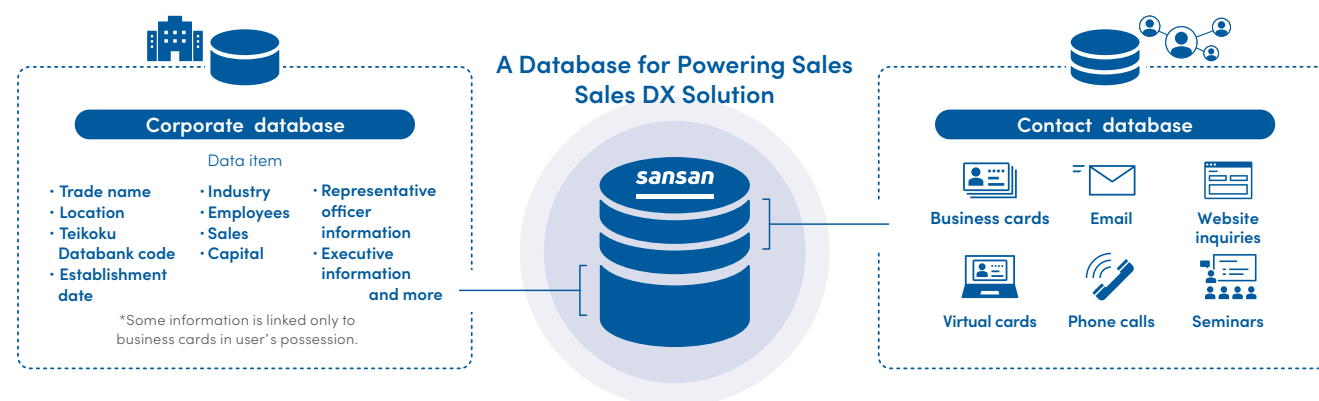 A Database for Powering Sales
Sales DX Solution
sansan
Corporate database
Data item
· Trade name
· Location
· Teikoku
Databank code
· Establishment
date
· Industry
· Employees
· Sales
· Capital
· Representative
officer
information
· Executive
information
and more
*Some information is linked only to
business cards in user's possession.
Contact database
Business cards
Email
Website
inquiries
Virtual cards
Phone calls
Seminars